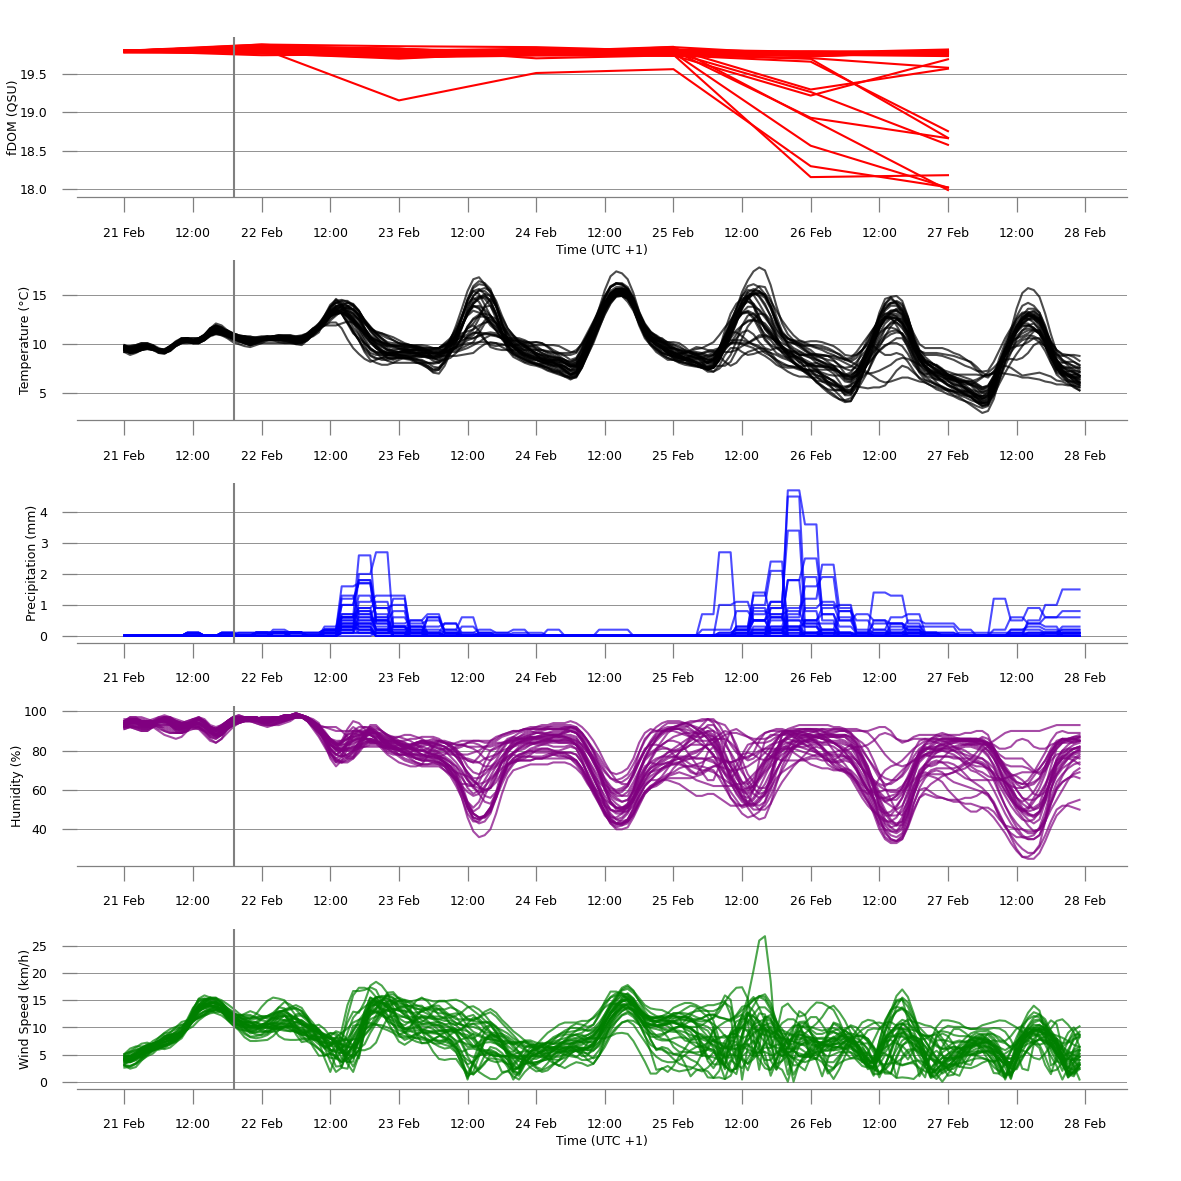 fDOM (QSU)
19.5
19.0
18.5
18.0
21 Feb 12:00 22 Feb 12:00 23 Feb 12:00 24 Feb 12:00 25 Feb 12:00 26 Feb 12:00 27 Feb 12:00 28 Feb
Time (UTC +1)
Temperature (°C)
15
10
5
21 Feb 12:00 22 Feb 12:00 23 Feb 12:00 24 Feb 12:00 25 Feb 12:00 26 Feb 12:00 27 Feb 12:00 28 Feb
Precipitation (mm)
4
3
2
1
0
21 Feb 12:00 22 Feb 12:00 23 Feb 12:00 24 Feb 12:00 25 Feb 12:00 26 Feb 12:00 27 Feb 12:00 28 Feb
Humidity (%)
100
80
60
40
21 Feb 12:00 22 Feb 12:00 23 Feb 12:00 24 Feb 12:00 25 Feb 12:00 26 Feb 12:00 27 Feb 12:00 28 Feb
Wind Speed (km/h)
25
20
15
10
5
0
21 Feb 12:00 22 Feb 12:00 23 Feb 12:00 24 Feb 12:00 25 Feb 12:00 26 Feb 12:00 27 Feb 12:00 28 Feb
Time (UTC +1)